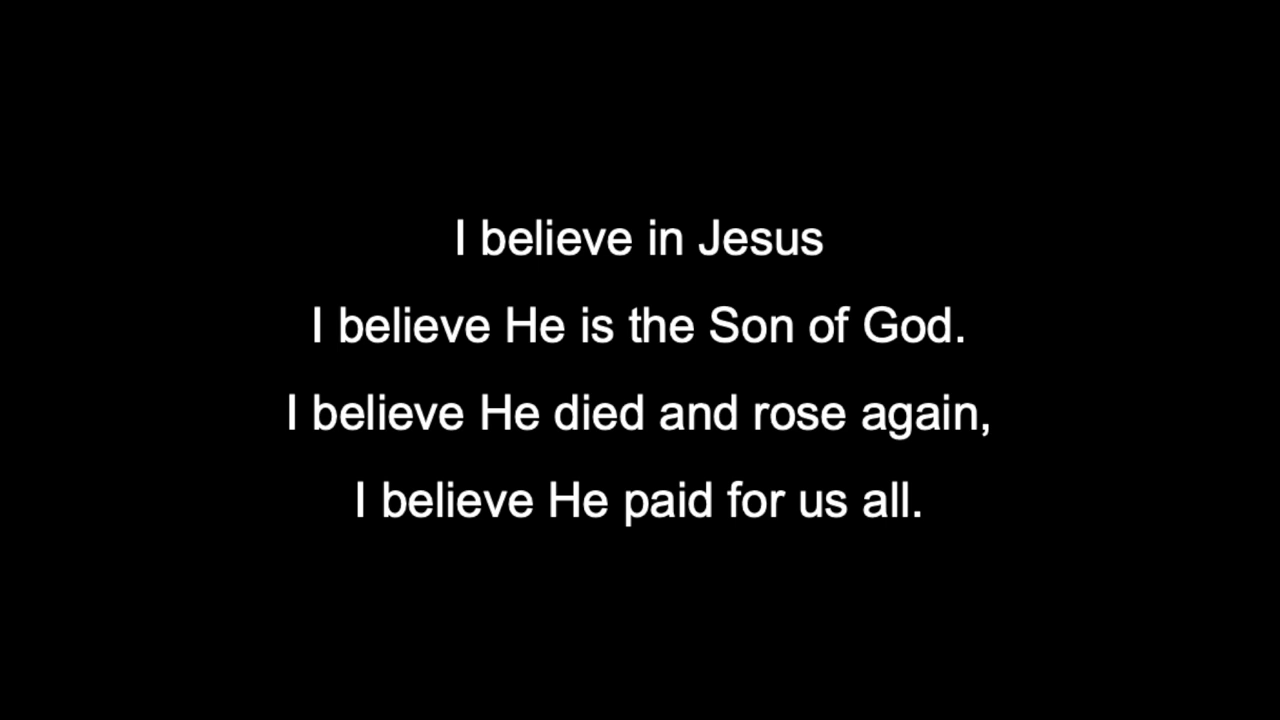 I believe in Jesus
I believe He is the Son of God.
I believe He died and rose again,
I believe He paid for us all.